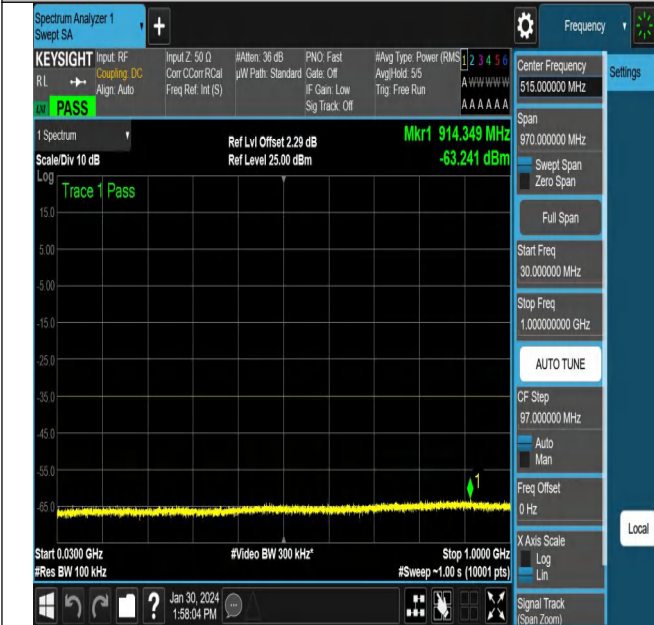 Spectrum Analyzer 1
Swept SA
Frequency
KEYSIGHT
RL
PASS
Input: RF
Coupling: DC
Align: Auto
Input Z: 50 Ω
Corr CCorr RCal
Freq Ref: Int (S)
#Atten: 36 dB
µW Path: Standard
PNO: Fast
Gate: Off
IF Gain: Low
Sig Track: Off
#Avg Type: Power (RMS
Avg|Hold: 5/5
Trig: Free Run
1 2 3 4 5 6
A W W W W W
A A A A A A
1 Spectrum
Scale/Div 10 dB
Ref Lvl Offset 2.29 dB
Ref Level 25.00 dBm
Mkr1 914.349 MHz
-63.241 dBm
Log
Trace 1 Pass
15.0
5.00
-5.00
-15.0
-25.0
-35.0
-45.0
-55.0
-65.0
1
Start 0.0300 GHz
#Res BW 100 kHz
#Video BW 300 kHz*
Stop 1.0000 GHz
#Sweep ~1.00 s (10001 pts)
Jan 30, 2024
1:58:04 PM
Center Frequency
515.000000 MHz
Settings
Span
970.000000 MHz
Swept Span
Zero Span
Full Span
Start Freq
30.000000 MHz
Stop Freq
1.000000000 GHz
AUTO TUNE
CF Step
97.000000 MHz
Auto
Man
Freq Offset
0 Hz
Local
X Axis Scale
Log
Lin
Signal Track
(Span Zoom)